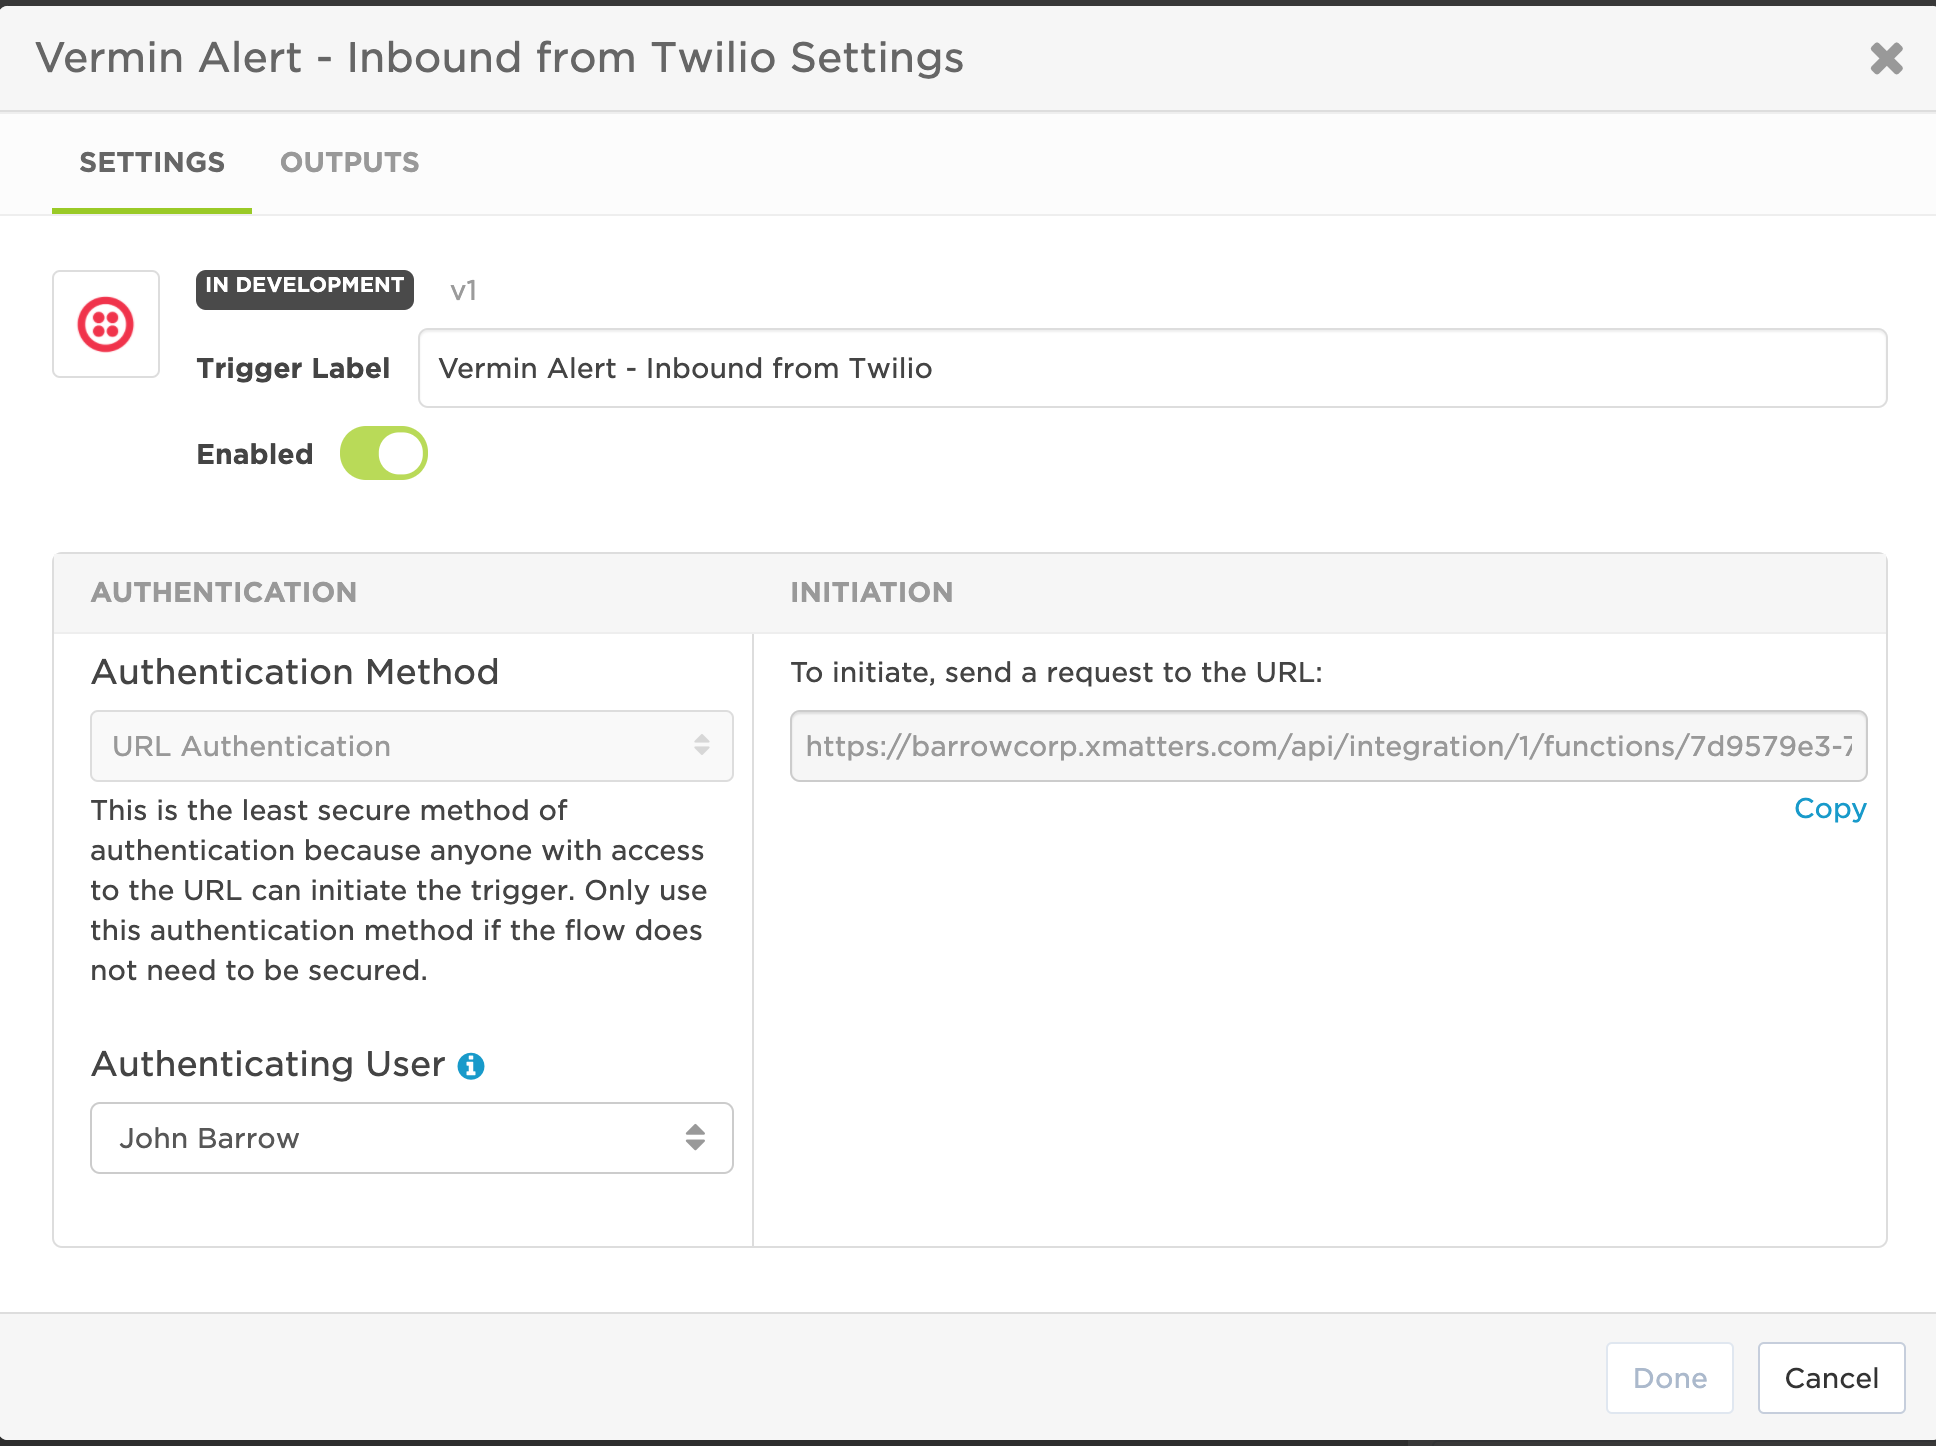 Vermin Alert - Inbound from Twilio Settings
SETTINGS
OUTPUTS
IN DEVELOPMENT
v1
Trigger Label
Vermin Alert - Inbound from Twilio
Enabled
AUTHENTICATION
INITIATION
Authentication Method
URL Authentication
This is the least secure method of
authentication because anyone with access
to the URL can initiate the trigger. Only use
this authentication method if the flow does
not need to be secured.
Authenticating User
John Barrow
To initiate, send a request to the URL:
https://barrowcorp.xmatters.com/api/integration/1/functions/7d9579e3-7
Copy
Done
Cancel